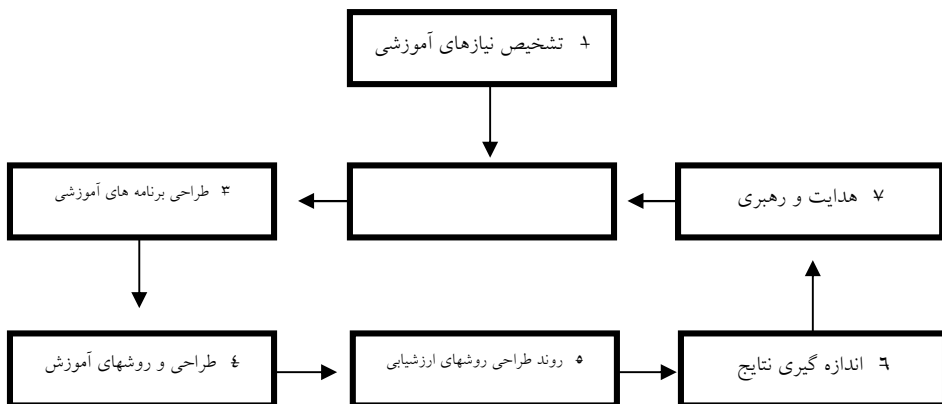 ۱ تشخیص نیازهای آموزشی
۳ طراحی برنامه های آموزشی
۷ هدایت و رهبری
۴ طراحی و روشهای آموزش
۵ روند طراحی روشهای ارزشیابی
۶ اندازه گیری نتایج